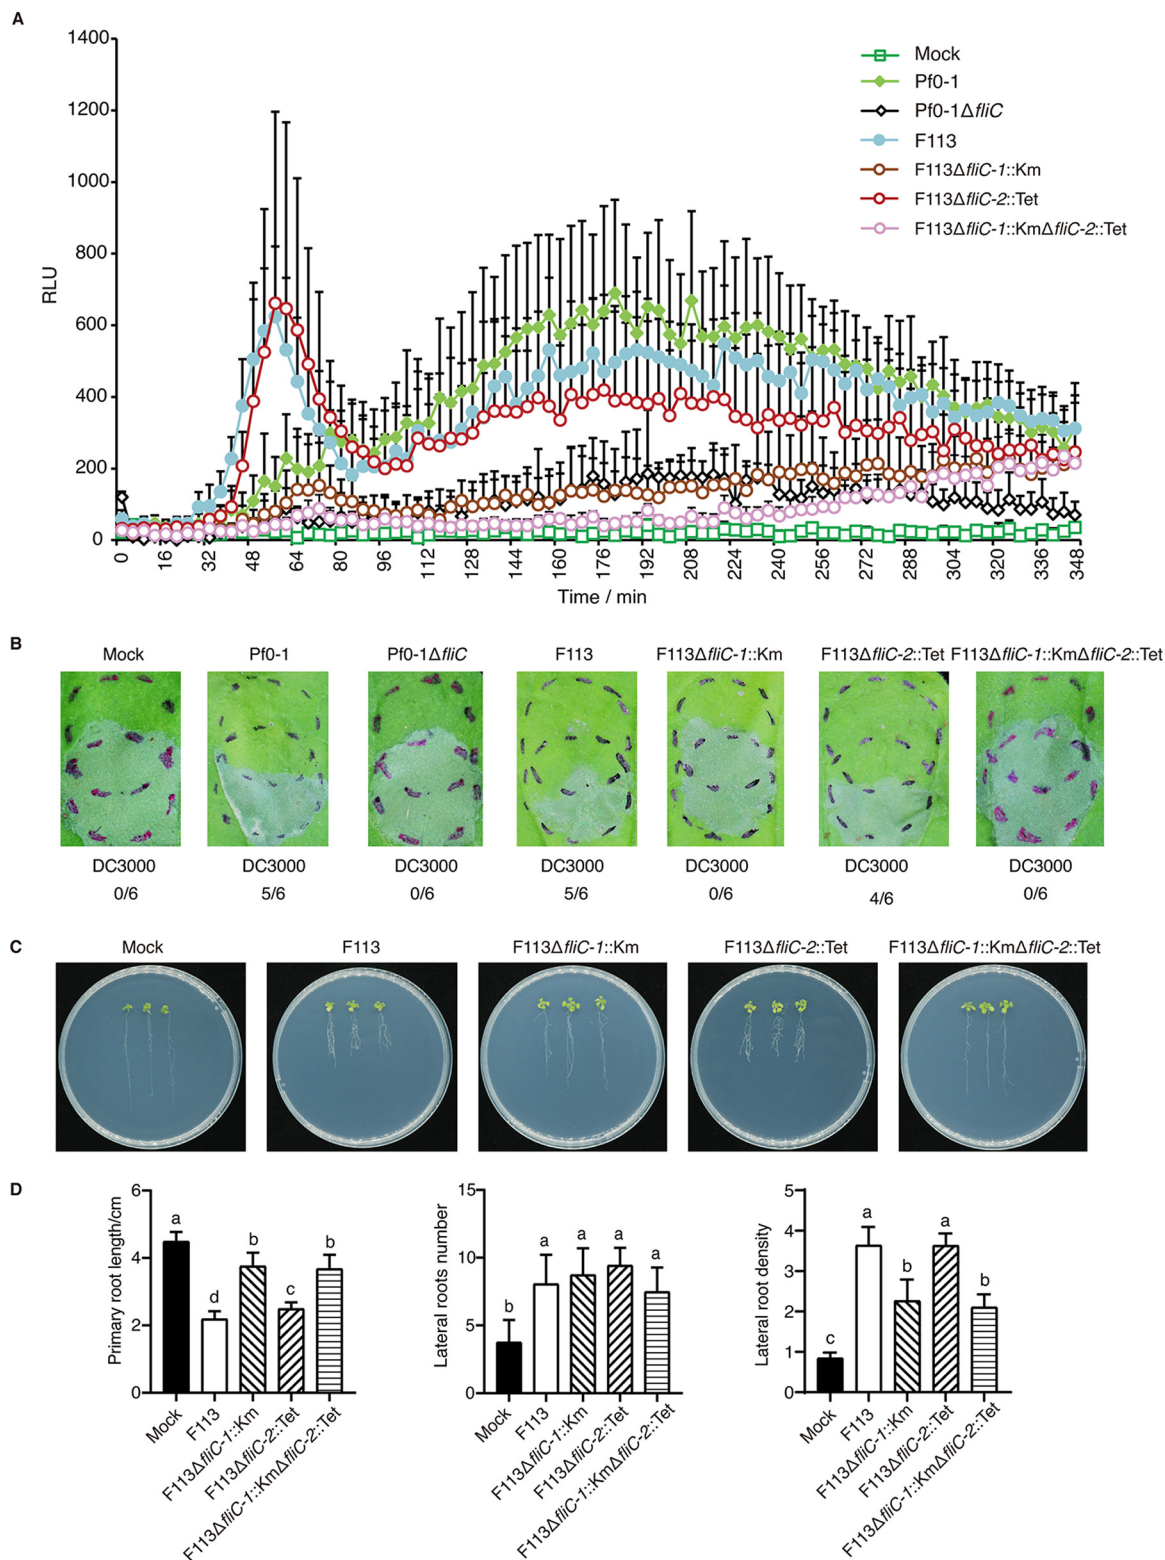 A
1400
1200
1000
800
600
400
200
0
RLU
0 16 32 48 64 80 96 112 128 144 160 176 192 208 224 240 256 272 288 304 320 336 348
Time / min
Mock
Pf0-1
Pf0-1ΔfliC
F113
F113ΔfliC-1::Km
F113ΔfliC-2::Tet
F113ΔfliC-1::KmΔfliC-2::Tet
B
Mock Pf0-1 Pf0-1ΔfliC F113 F113ΔfliC-1::Km F113ΔfliC-2::Tet F113ΔfliC-1::KmΔfliC-2::Tet
DC3000 DC3000 DC3000 DC3000 DC3000 DC3000 DC3000
0/6 5/6 0/6 5/6 0/6 4/6 0/6
C
Mock F113 F113ΔfliC-1::Km F113ΔfliC-2::Tet F113ΔfliC-1::KmΔfliC-2::Tet
D
Primary root length/cm
6
4
2
0
a d b c b
Mock
F113
F113ΔfliC-1::Km
F113ΔfliC-2::Tet
F113ΔfliC-1::KmΔfliC-2::Tet
Lateral roots number
15
10
5
0
b a a a a
Mock
F113
F113ΔfliC-1::Km
F113ΔfliC-2::Tet
F113ΔfliC-1::KmΔfliC-2::Tet
Lateral root density
5
4
3
2
1
0
c a b a b
Mock
F113
F113ΔfliC-1::Km
F113ΔfliC-2::Tet
F113ΔfliC-1::KmΔfliC-2::Tet